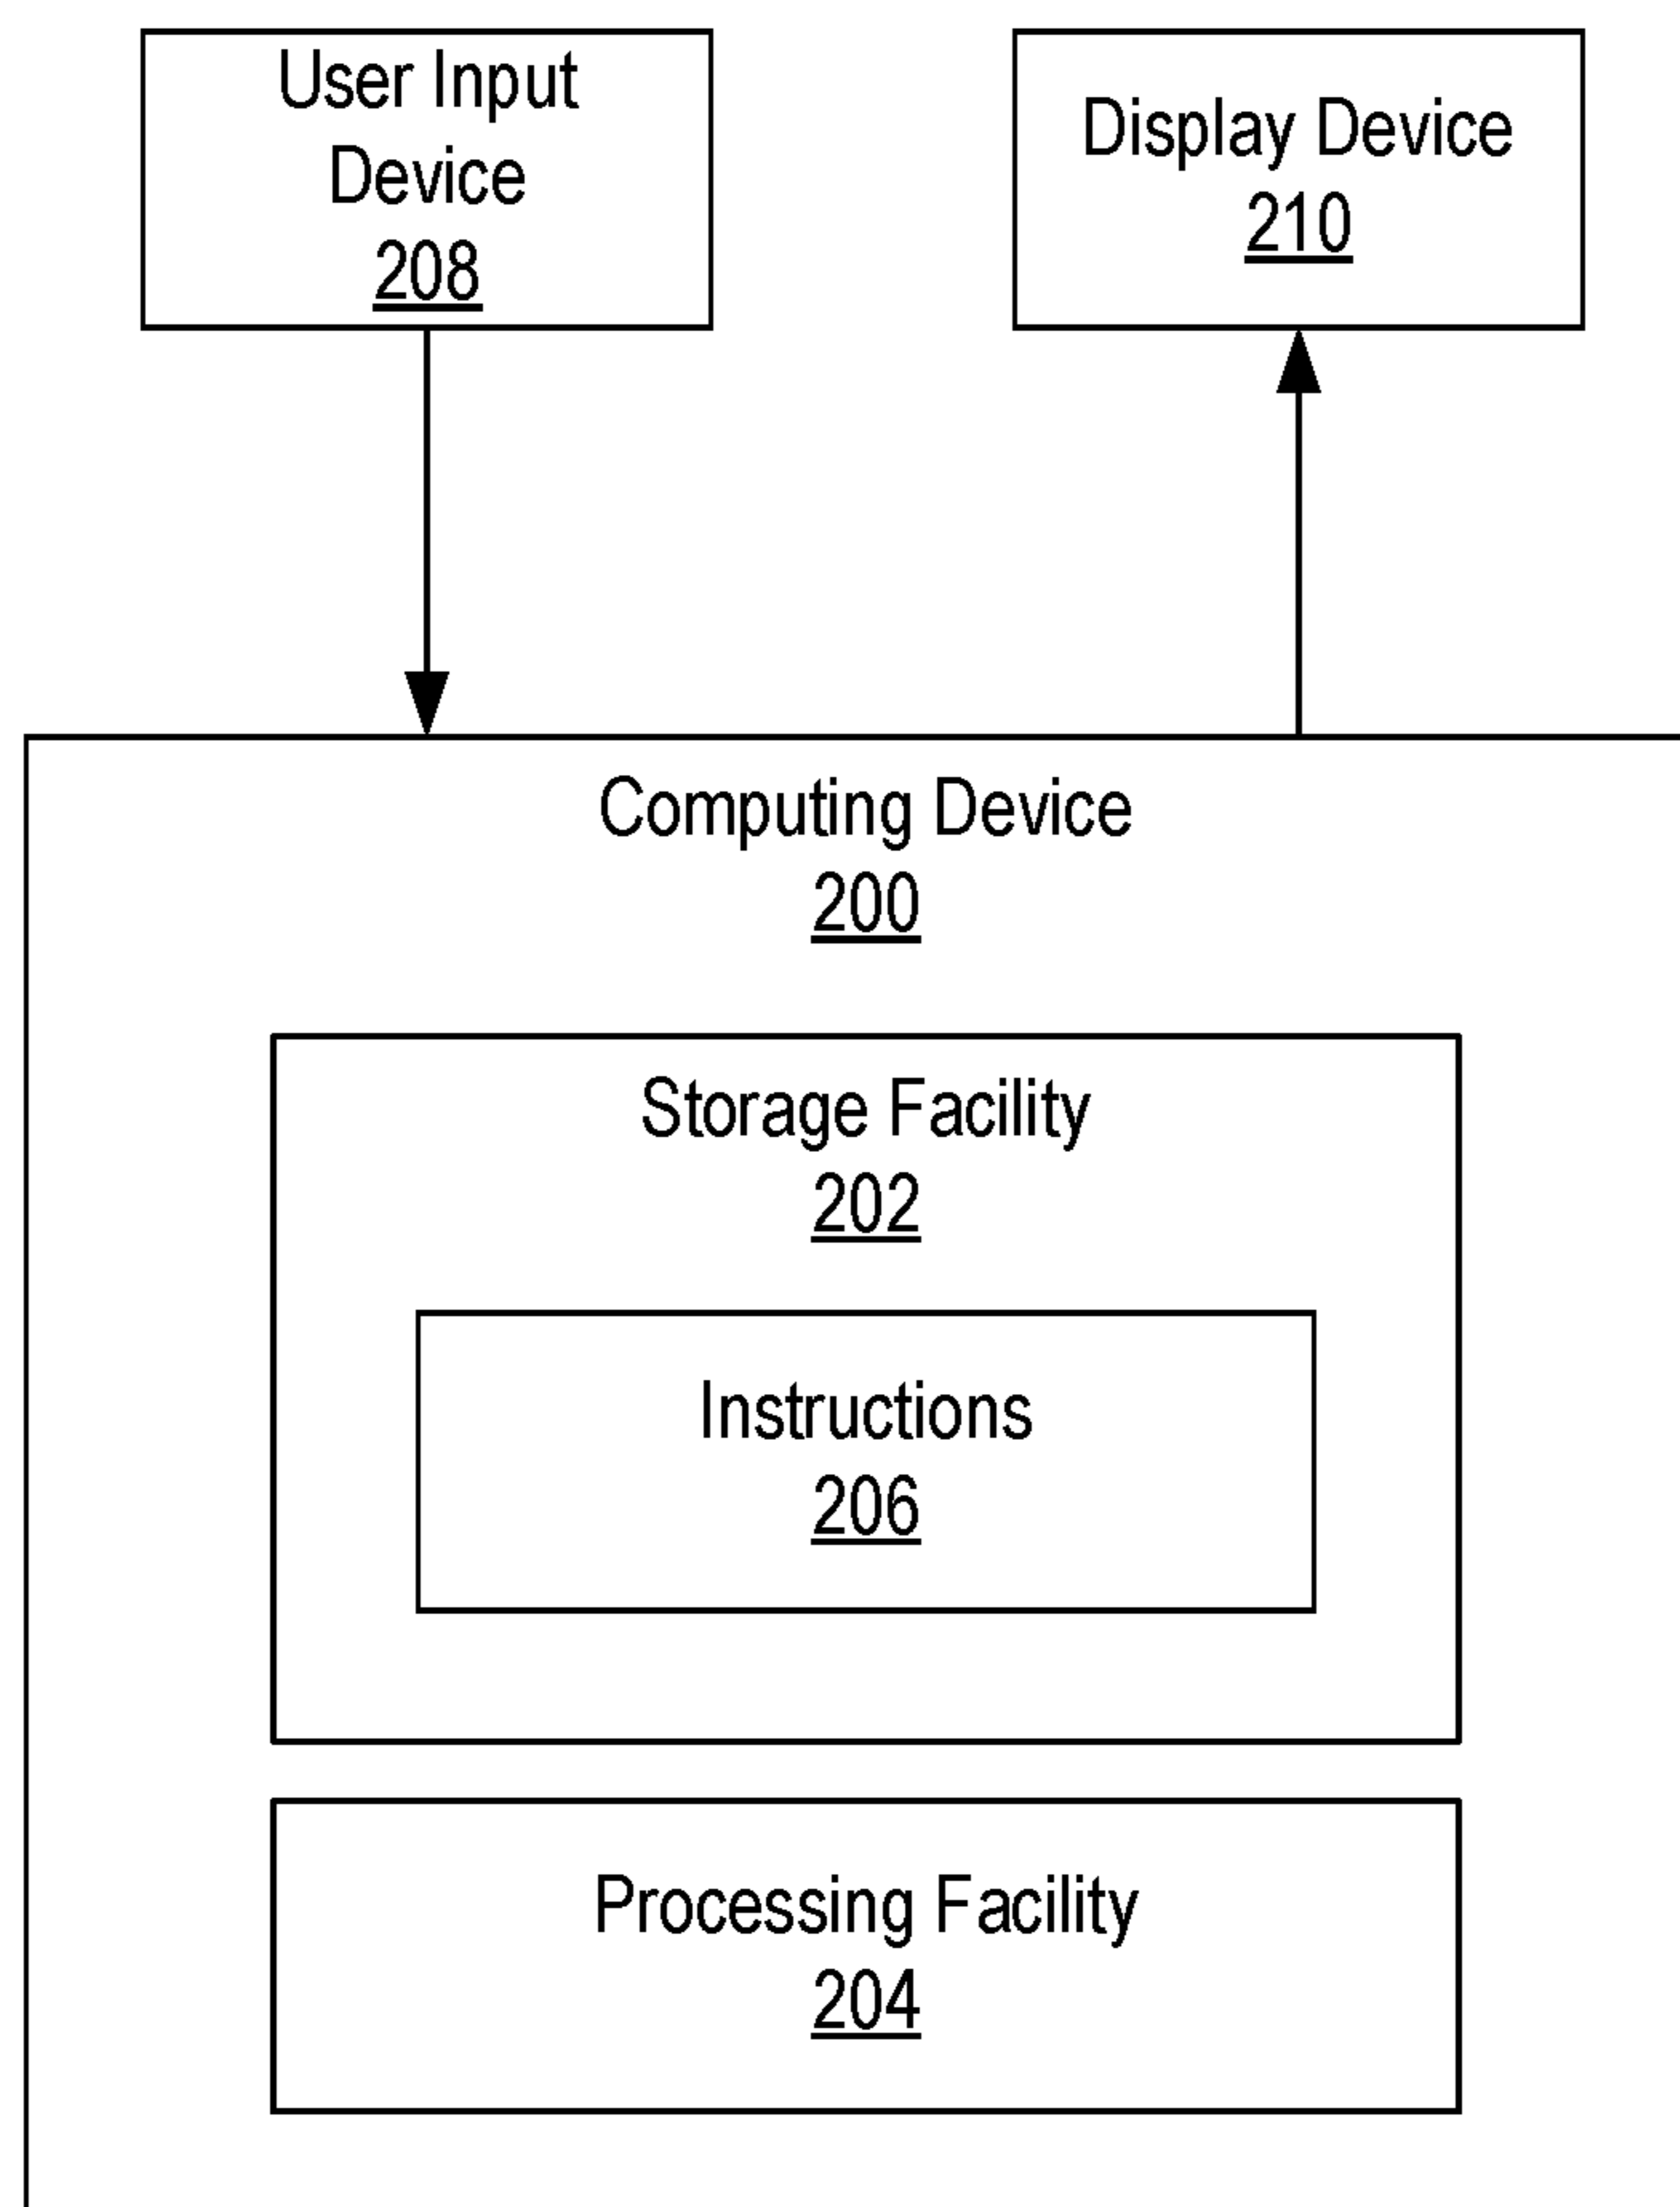 User Input
Device
208
Display Device
210
Computing Device
200
Storage Facility
202
Instructions
206
Processing Facility
204